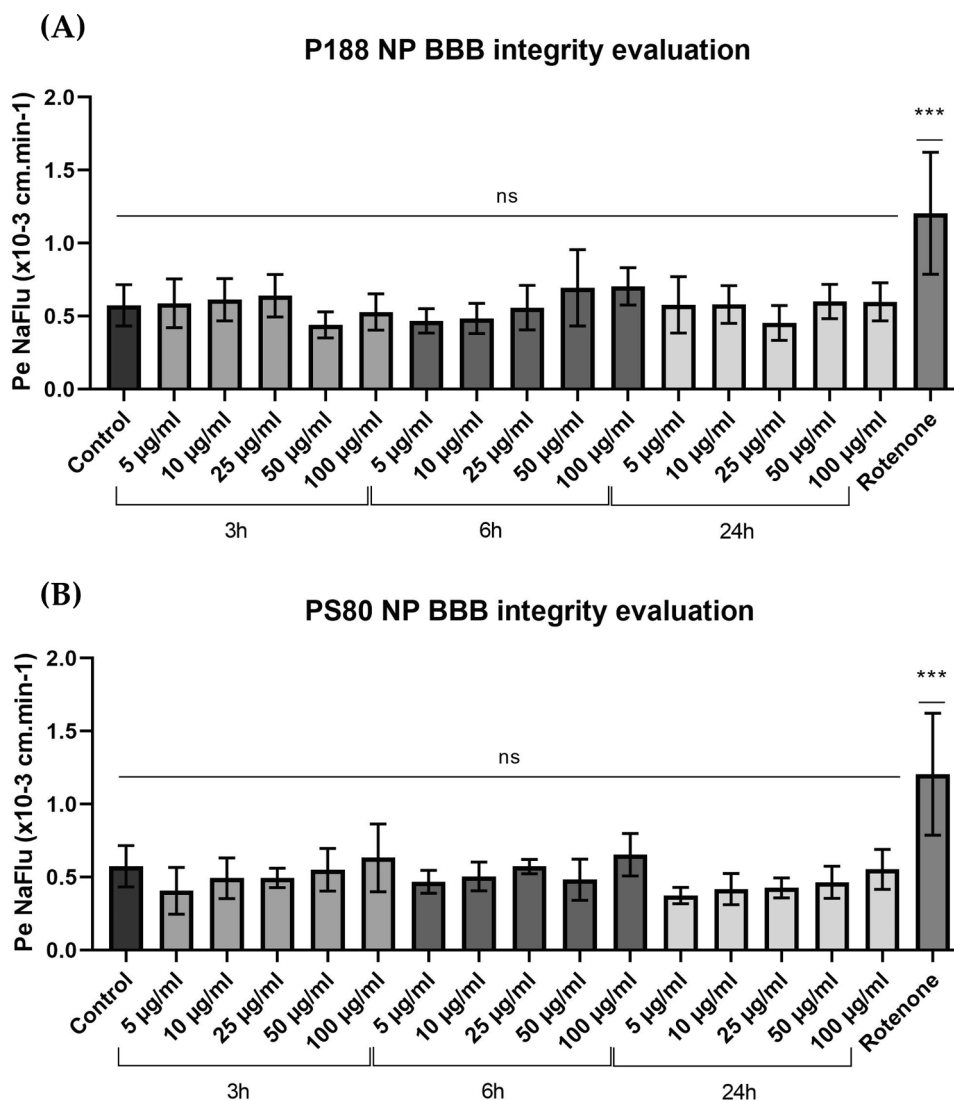 (A)
P188 NP BBB integrity evaluation
Pe NaFlu (x10-3 cm.min-1)
2.0
1.5
1.0
0.5
0.0
ns
***
Control
5 µg/ml
10 µg/ml
25 µg/ml
50 µg/ml
100 µg/ml
5 µg/ml
10 µg/ml
25 µg/ml
50 µg/ml
100 µg/ml
5 µg/ml
10 µg/ml
25 µg/ml
50 µg/ml
100 µg/ml
Rotenone
3h
6h
24h
(B)
PS80 NP BBB integrity evaluation
Pe NaFlu (x10-3 cm.min-1)
2.0
1.5
1.0
0.5
0.0
ns
***
Control
5 µg/ml
10 µg/ml
25 µg/ml
50 µg/ml
100 µg/ml
5 µg/ml
10 µg/ml
25 µg/ml
50 µg/ml
100 µg/ml
5 µg/ml
10 µg/ml
25 µg/ml
50 µg/ml
100 µg/ml
Rotenone
3h
6h
24h